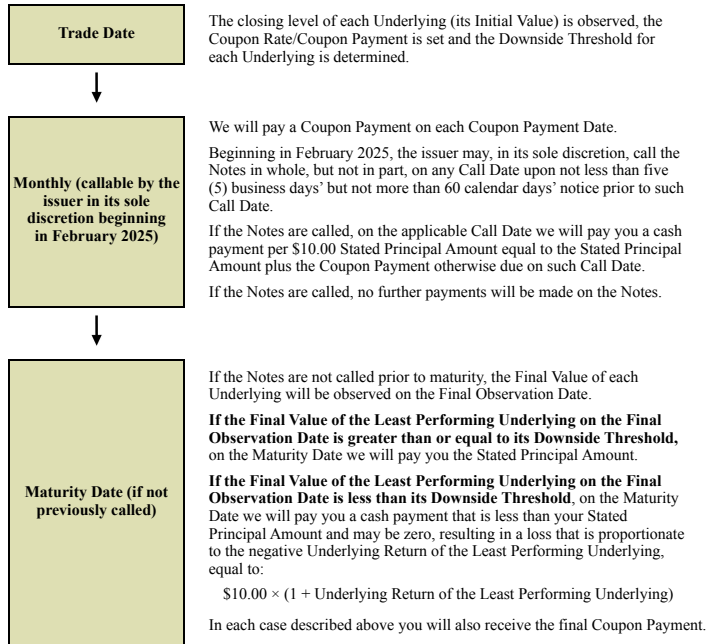 Trade Date
The closing level of each Underlying (its Initial Value) is observed, the
Coupon Rate/Coupon Payment is set and the Downside Threshold for
each Underlying is determined.
Monthly (callable by the
issuer in its sole
discretion beginning
in February 2025)
We will pay a Coupon Payment on each Coupon Payment Date.
Beginning in February 2025, the issuer may, in its sole discretion, call the
Notes in whole, but not in part, on any Call Date upon not less than five
(5) business days’ but not more than 60 calendar days’ notice prior to such
Call Date.
If the Notes are called, on the applicable Call Date we will pay you a cash
payment per $10.00 Stated Principal Amount equal to the Stated Principal
Amount plus the Coupon Payment otherwise due on such Call Date.
If the Notes are called, no further payments will be made on the Notes.
Maturity Date (if not
previously called)
If the Notes are not called prior to maturity, the Final Value of each
Underlying will be observed on the Final Observation Date.
If the Final Value of the Least Performing Underlying on the Final
Observation Date is greater than or equal to its Downside Threshold,
on the Maturity Date we will pay you the Stated Principal Amount.
If the Final Value of the Least Performing Underlying on the Final
Observation Date is less than its Downside Threshold, on the Maturity
Date we will pay you a cash payment that is less than your Stated
Principal Amount and may be zero, resulting in a loss that is proportionate
to the negative Underlying Return of the Least Performing Underlying,
equal to:
$10.00 × (1 + Underlying Return of the Least Performing Underlying)
In each case described above you will also receive the final Coupon Payment.